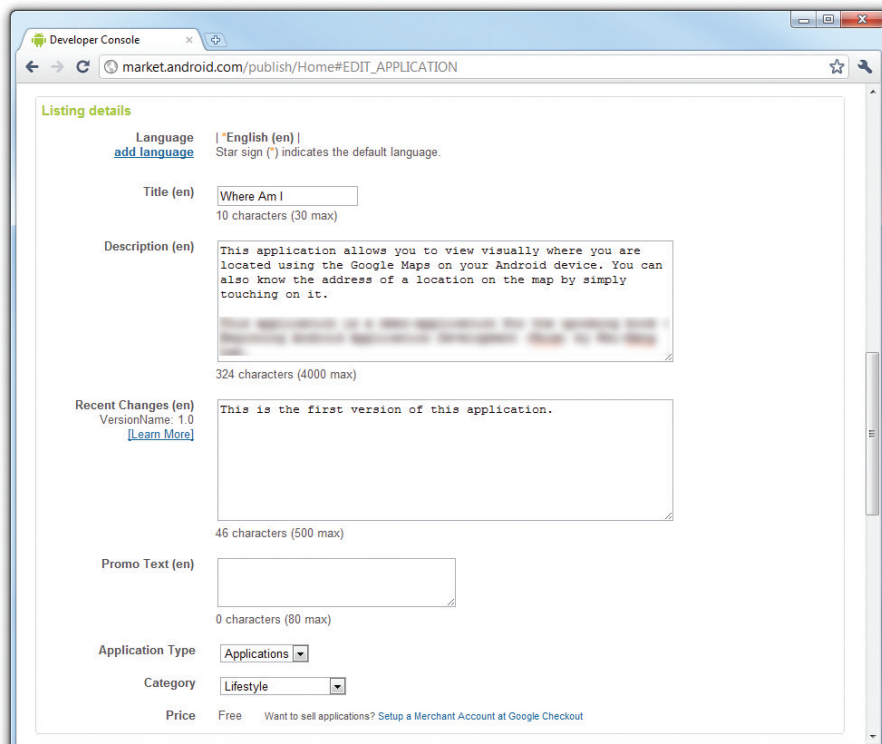 Developer Console
market.android.com/publish/Home#EDIT_APPLICATION
Listing details
Language | *English (en) |
add language Star sign (*) indicates the default language.
Title (en) Where Am I
10 characters (30 max)
Description (en) This application allows you to view visually where you are
located using the Google Maps on your Android device. You can
also know the address of a location on the map by simply
touching on it.
324 characters (4000 max)
Recent Changes (en) This is the first version of this application.
VersionName: 1.0
[Learn More]
46 characters (500 max)
Promo Text (en)
0 characters (80 max)
Application Type Applications
Category Lifestyle
Price Free Want to sell applications? Setup a Merchant Account at Google Checkout